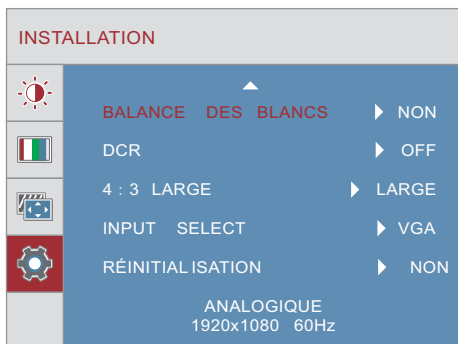 INSTALLATION
BALANCE DES BLANCS NON
DCR OFF
4 : 3 LARGE LARGE
INPUT SELECT VGA
RÉINITIALISATION NON
ANALOGIQUE
1920x1080 60Hz